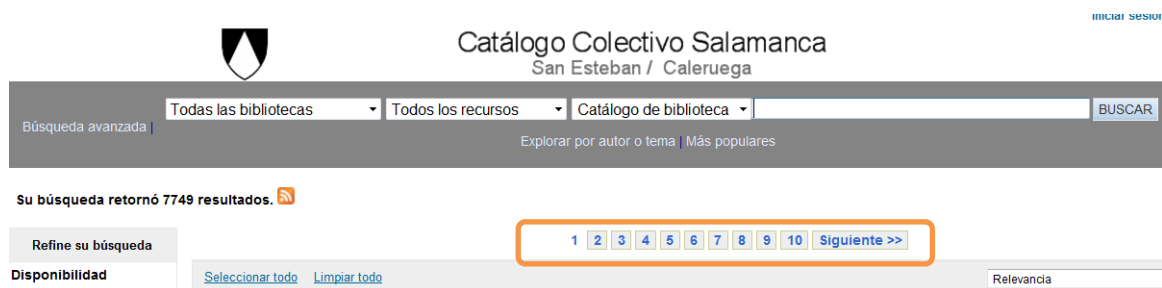 Iniciar sesión
Catálogo Colectivo Salamanca
San Esteban / Caleruega
Todas las bibliotecas Todos los recursos Catálogo de biblioteca BUSCAR
Búsqueda avanzada |
Explorar por autor o tema | Más populares
Su búsqueda retornó 7749 resultados.
1 2 3 4 5 6 7 8 9 10 Siguiente >>
Refine su búsqueda
Disponibilidad
Seleccionar todo Limpiar todo
Relevancia